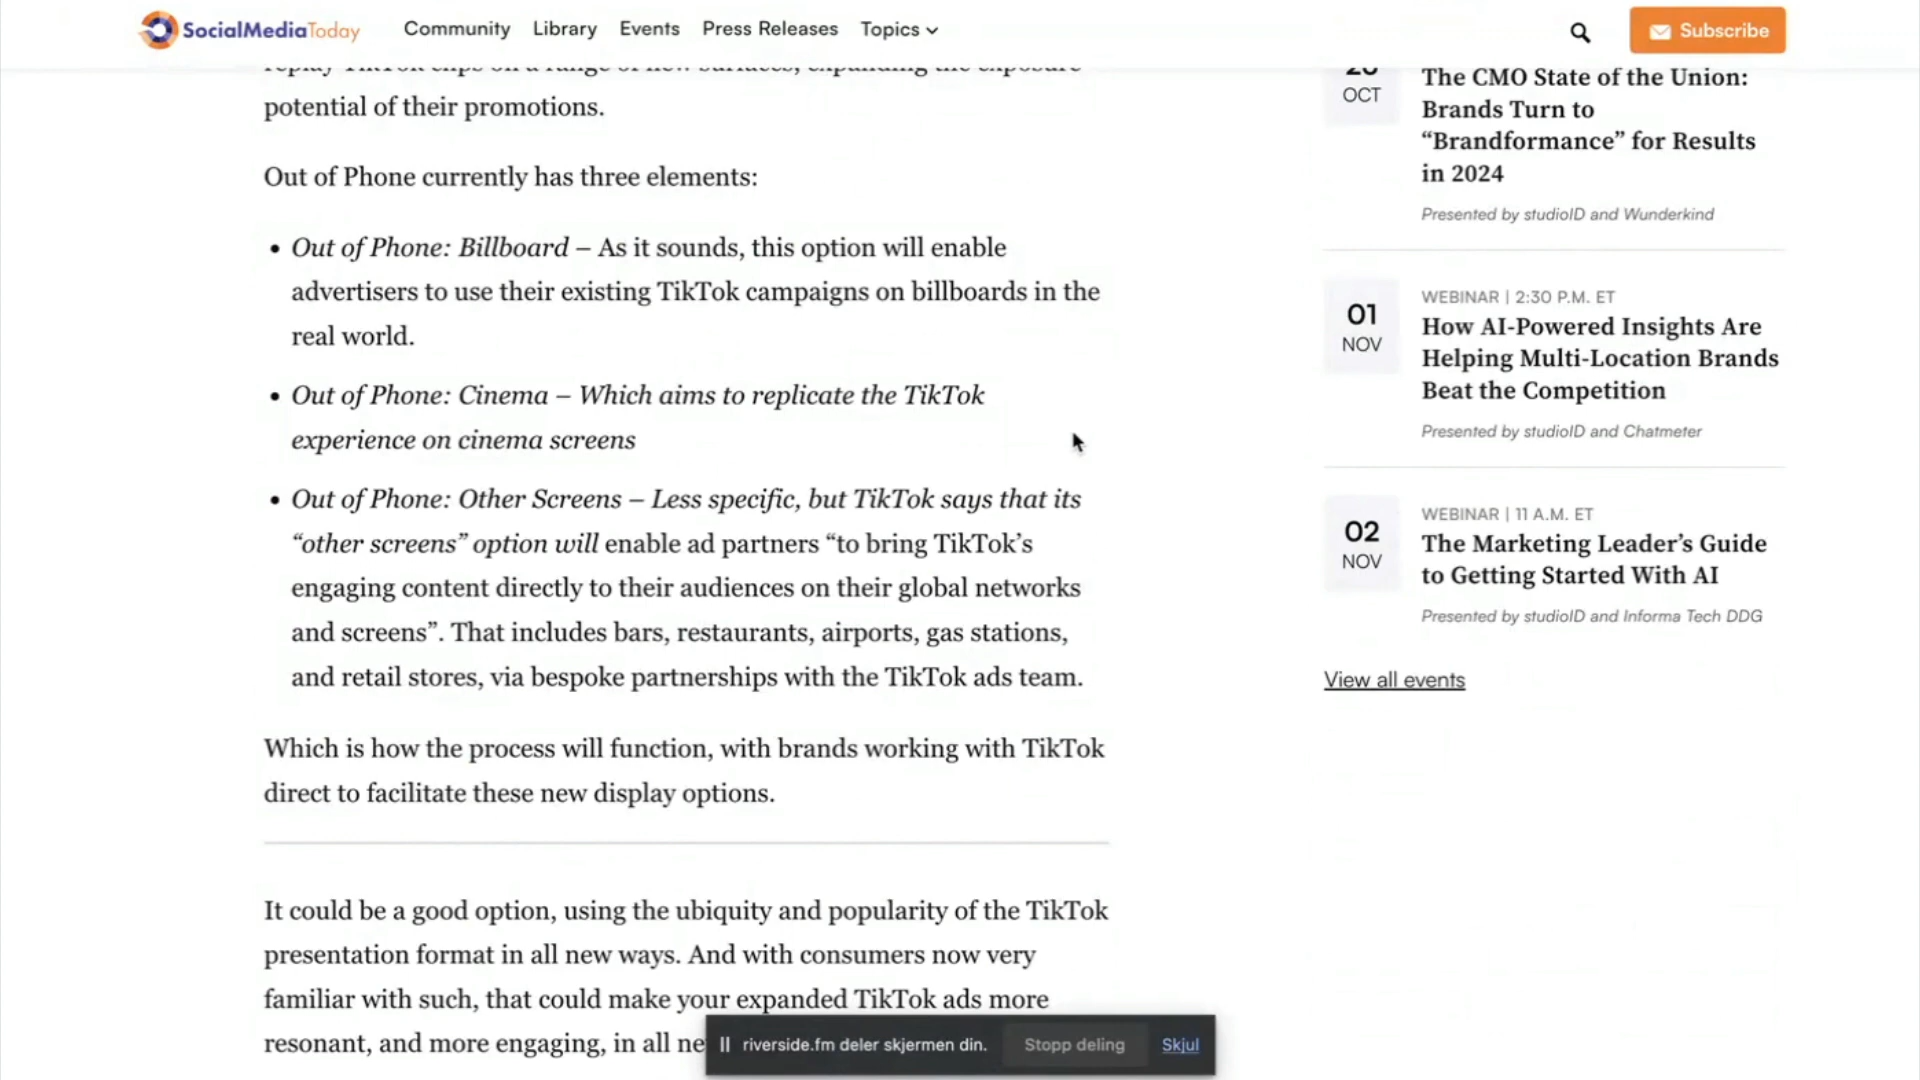 SocialMediaToday
Community Library Events Press Releases Topics
Subscribe
replay TikTok clips on a range of new surfaces, expanding the exposure
potential of their promotions.
Out of Phone currently has three elements:
• Out of Phone: Billboard – As it sounds, this option will enable
advertisers to use their existing TikTok campaigns on billboards in the
real world.
• Out of Phone: Cinema – Which aims to replicate the TikTok
experience on cinema screens
• Out of Phone: Other Screens – Less specific, but TikTok says that its
“other screens” option will enable ad partners “to bring TikTok’s
engaging content directly to their audiences on their global networks
and screens”. That includes bars, restaurants, airports, gas stations,
and retail stores, via bespoke partnerships with the TikTok ads team.
Which is how the process will function, with brands working with TikTok
direct to facilitate these new display options.
It could be a good option, using the ubiquity and popularity of the TikTok
presentation format in all new ways. And with consumers now very
familiar with such, that could make your expanded TikTok ads more
resonant, and more engaging, in all ne
OCT
The CMO State of the Union:
Brands Turn to
“Brandformance” for Results
in 2024
Presented by studioID and Wunderkind
01
NOV
WEBINAR | 2:30 P.M. ET
How AI-Powered Insights Are
Helping Multi-Location Brands
Beat the Competition
Presented by studioID and Chatmeter
02
NOV
WEBINAR | 11 A.M. ET
The Marketing Leader’s Guide
to Getting Started With AI
Presented by studioID and Informa Tech DDG
View all events
riverside.fm deler skjermen din. Stopp deling Skjul